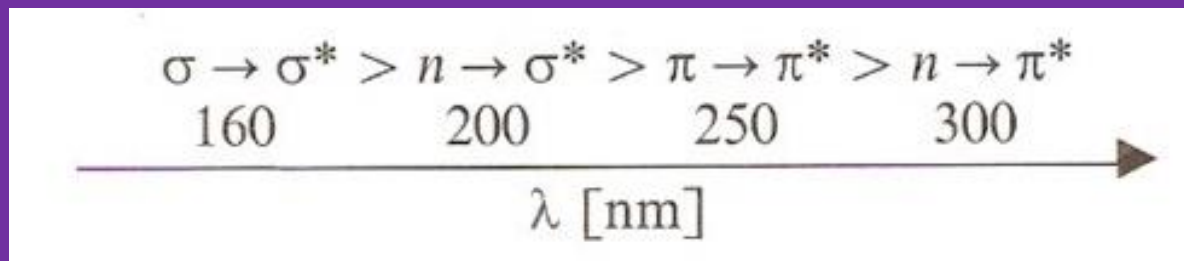 σ → σ* > n → σ* > π → π* > n → π*
160 200 250 300
λ [nm]